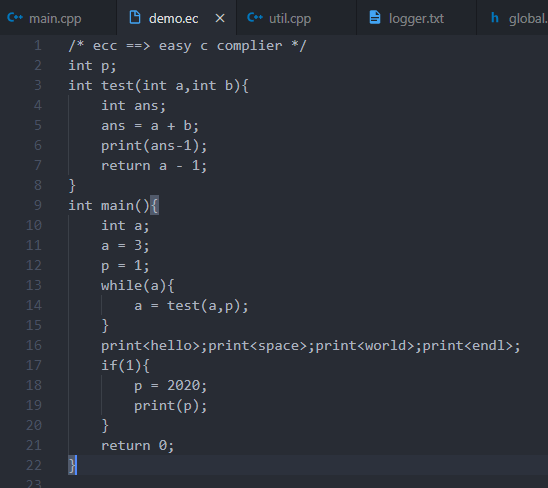 C++ main.cpp demo.ec × C++ util.cpp logger.txt h global.
1 /* ecc ==> easy c complier */
2 int p;
3 int test(int a,int b){
4     int ans;
5     ans = a + b;
6     print(ans-1);
7     return a - 1;
8 }
9 int main(){
10     int a;
11     a = 3;
12     p = 1;
13     while(a){
14         a = test(a,p);
15     }
16     print<hello>;print<space>;print<world>;print<endl>;
17     if(1){
18         p = 2020;
19         print(p);
20     }
21     return 0;
22 }
23